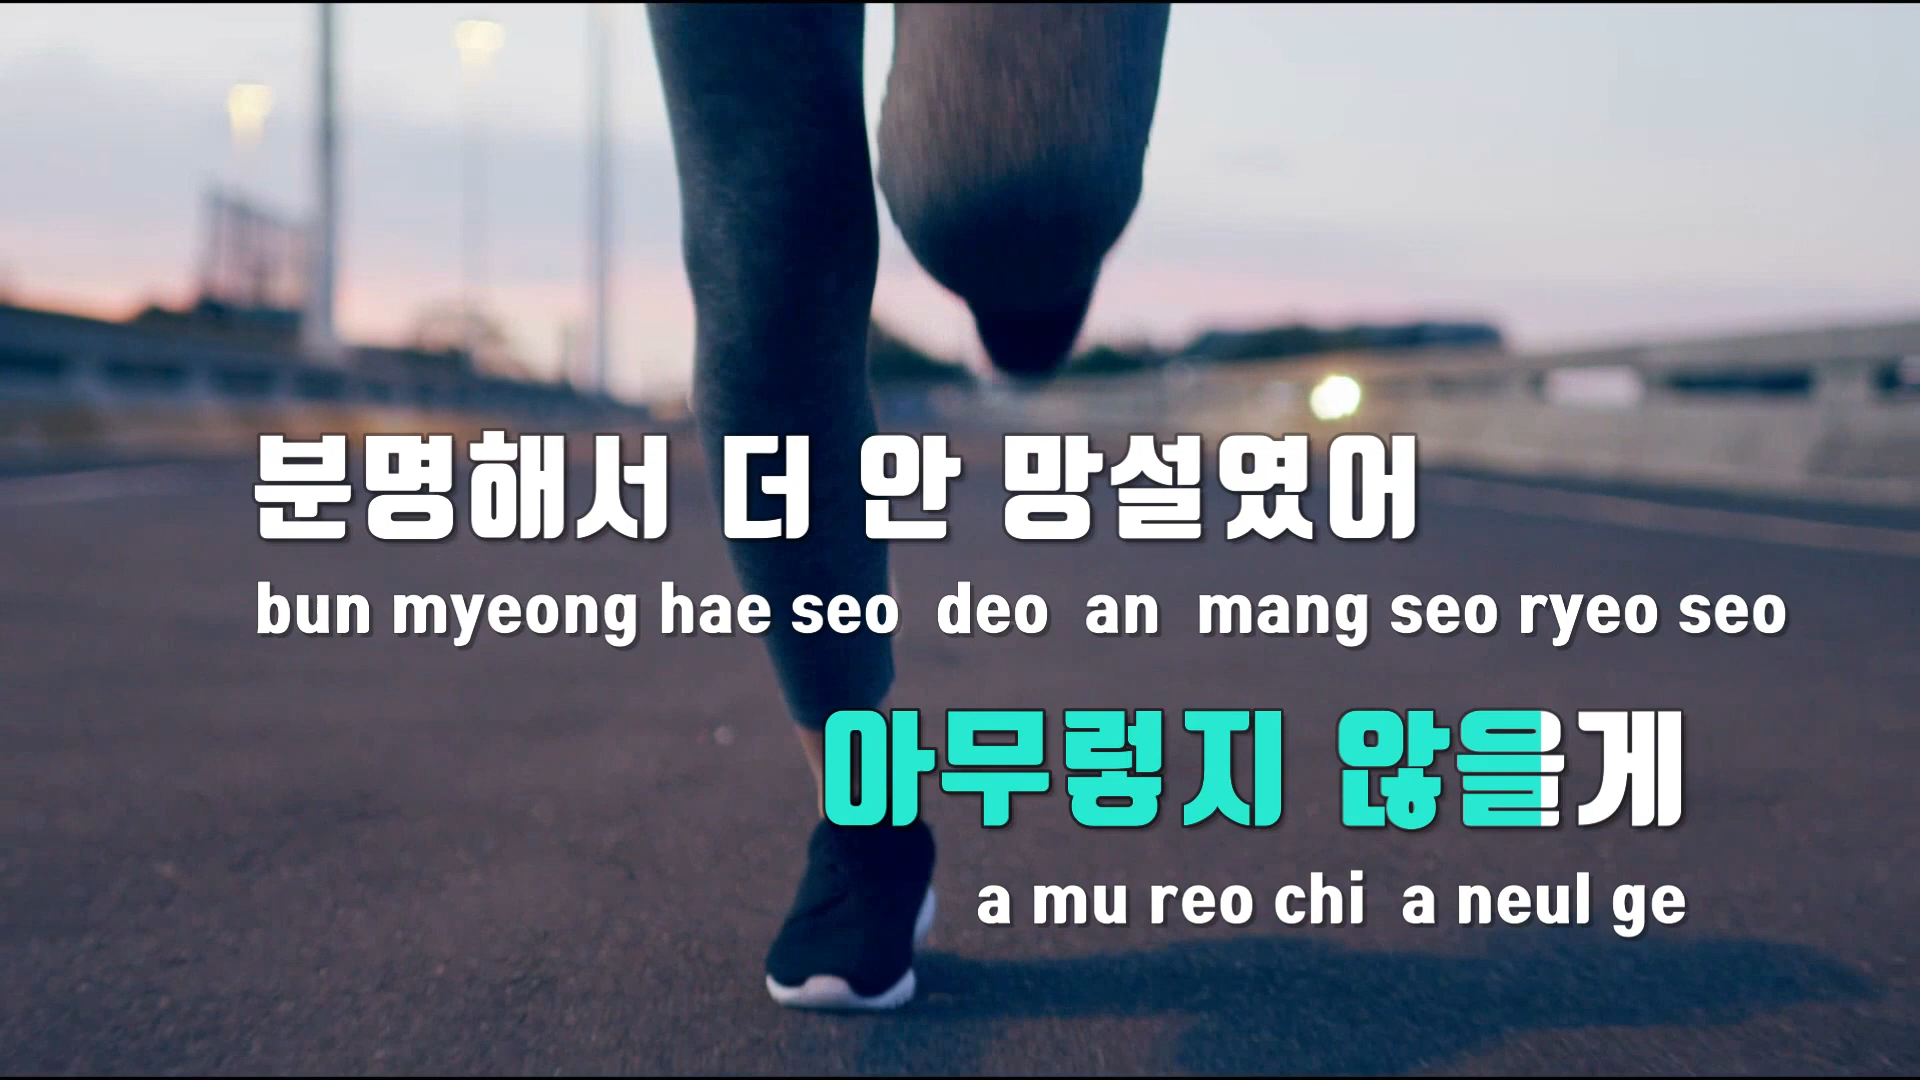 분명해서 더 안 망설였어
bun myeong hae seo deo an mang seo ryeo seo
아무렇지 않을게
a mu reo chi a neul ge